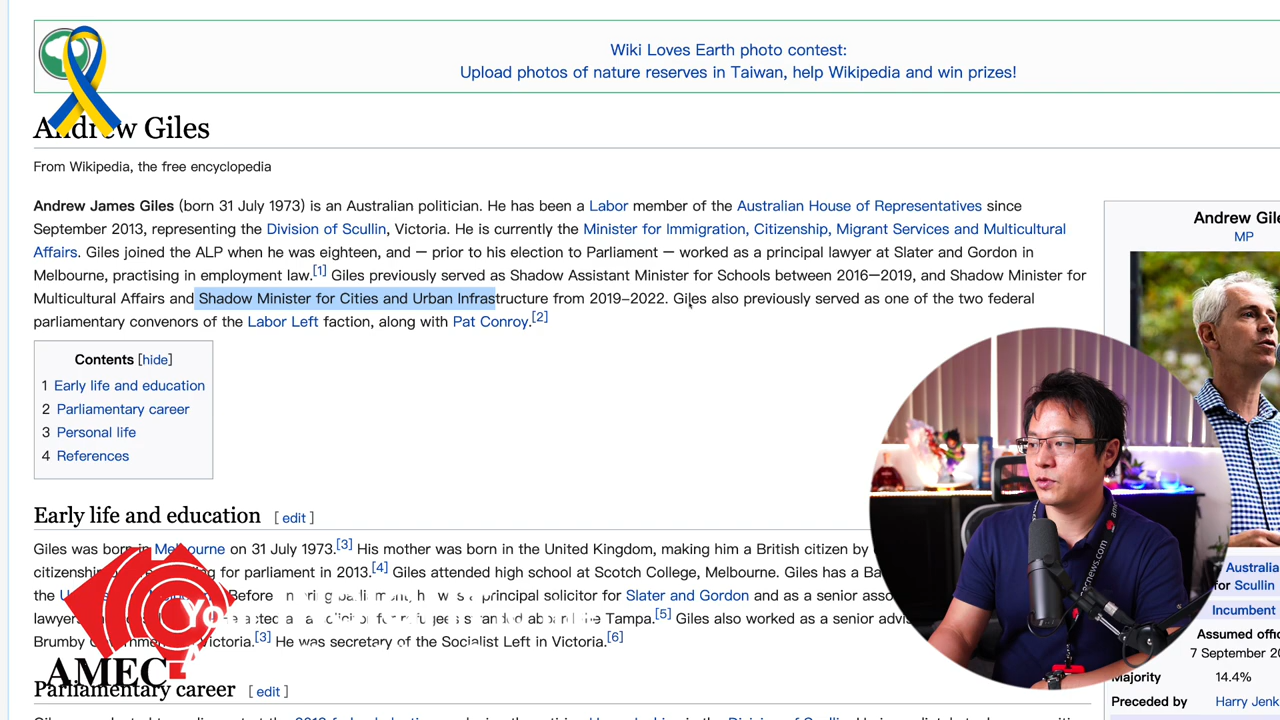 Wiki Loves Earth photo contest:
Upload photos of nature reserves in Taiwan, help Wikipedia and win prizes!
Andrew Giles
From Wikipedia, the free encyclopedia
Andrew James Giles (born 31 July 1973) is an Australian politician. He has been a Labor member of the Australian House of Representatives since
September 2013, representing the Division of Scullin, Victoria. He is currently the Minister for Immigration, Citizenship, Migrant Services and Multicultural
Affairs. Giles joined the ALP when he was eighteen, and — prior to his election to Parliament — worked as a principal lawyer at Slater and Gordon in
Melbourne, practising in employment law.[1] Giles previously served as Shadow Assistant Minister for Schools between 2016—2019, and Shadow Minister for
Multicultural Affairs and Shadow Minister for Cities and Urban Infrastructure from 2019–2022. Giles also previously served as one of the two federal
parliamentary convenors of the Labor Left faction, along with Pat Conroy.[2]
Contents [hide]
1 Early life and education
2 Parliamentary career
3 Personal life
4 References
Early life and education [ edit ]
Giles was born in Melbourne on 31 July 1973.[3] His mother was born in the United Kingdom, making him a British citizen by
citizenship for parliament in 2013.[4] Giles attended high school at Scotch College, Melbourne. Giles has a Ba
the Before principal solicitor for Slater and Gordon and as a senior asso
lawyers acted for refugees stranded Tampa.[5] Giles also worked as a senior advis
Brumby Victoria.[3] He was secretary of the Socialist Left in Victoria.[6]
Parliamentary career [ edit ]
Andrew Gile
MP
Australia
for Scullin
Incumbent
Assumed offic
7 September 20
Majority 14.4%
Preceded by Harry Jenk
AMEC
Yo
cnews.com